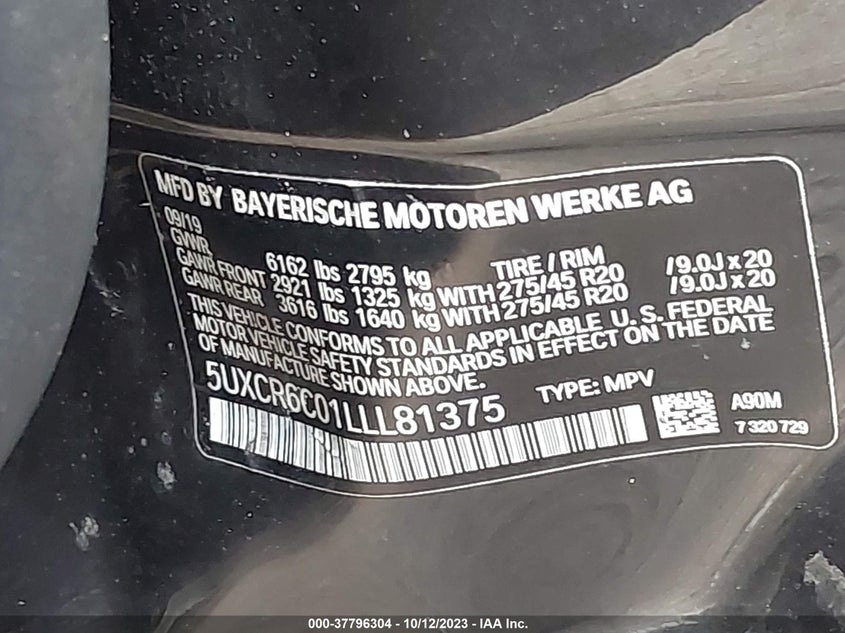 MFD BY BAYERISCHE MOTOREN WERKE AG
09/19
GVWR 6162 lbs 2795 kg TIRE / RIM
GAWR FRONT 2921 lbs 1325 kg WITH 275/45 R20 /9.0J x 20
GAWR REAR 3616 lbs 1640 kg WITH 275/45 R20 /9.0J x 20
THIS VEHICLE CONFORMS TO ALL APPLICABLE U.S. FEDERAL
MOTOR VEHICLE SAFETY STANDARDS IN EFFECT ON THE DATE
OF MANUFACTURE SHOWN ABOVE.
5UXCR6C01LLL81375 TYPE: MPV
A90M
7 320 729
000-37796304 - 10/12/2023 - IAA Inc.